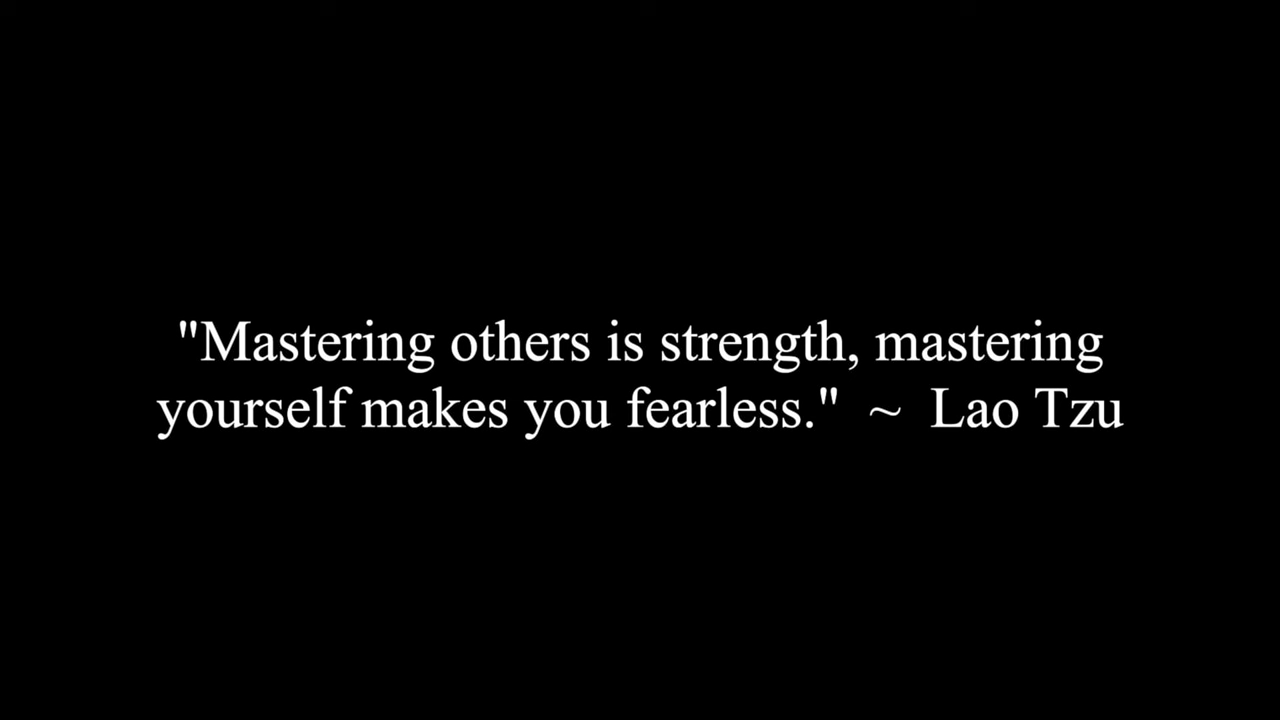 "Mastering others is strength, mastering
yourself makes you fearless."  ~  Lao Tzu